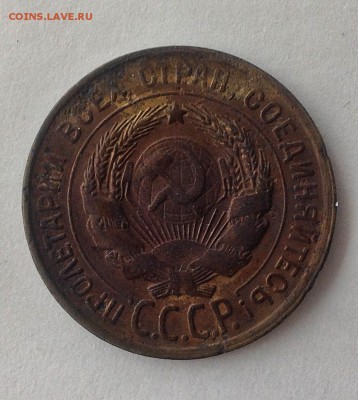 COINS.LAVE.RU
ПРОЛЕТАРИИ ВСЕХ СТРАН, СОЕДИНЯЙТЕСЬ!
С.С.С.Р.